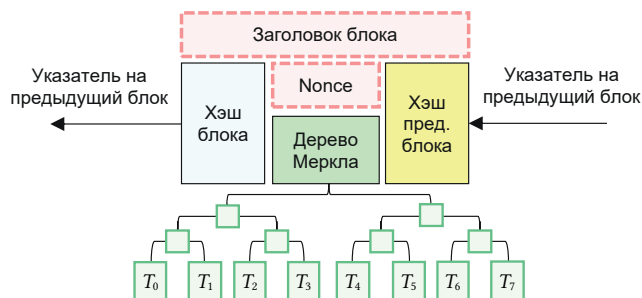 Заголовок блока
Указатель на
предыдущий блок
Хэш
блока
Nonce
Дерево
Меркла
Хэш
пред.
блока
Указатель на
предыдущий блок
T0 T1 T2 T3 T4 T5 T6 T7